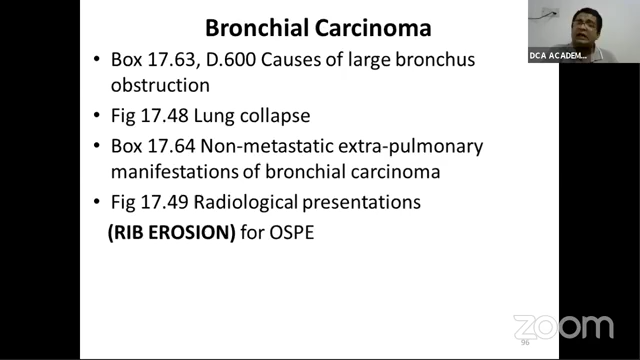 Bronchial Carcinoma
• Box 17.63, D.600 Causes of large bronchus
obstruction
• Fig 17.48 Lung collapse
• Box 17.64 Non-metastatic extra-pulmonary
manifestations of bronchial carcinoma
• Fig 17.49 Radiological presentations
(RIB EROSION) for OSPE
DCA ACADEM...
zoom
96